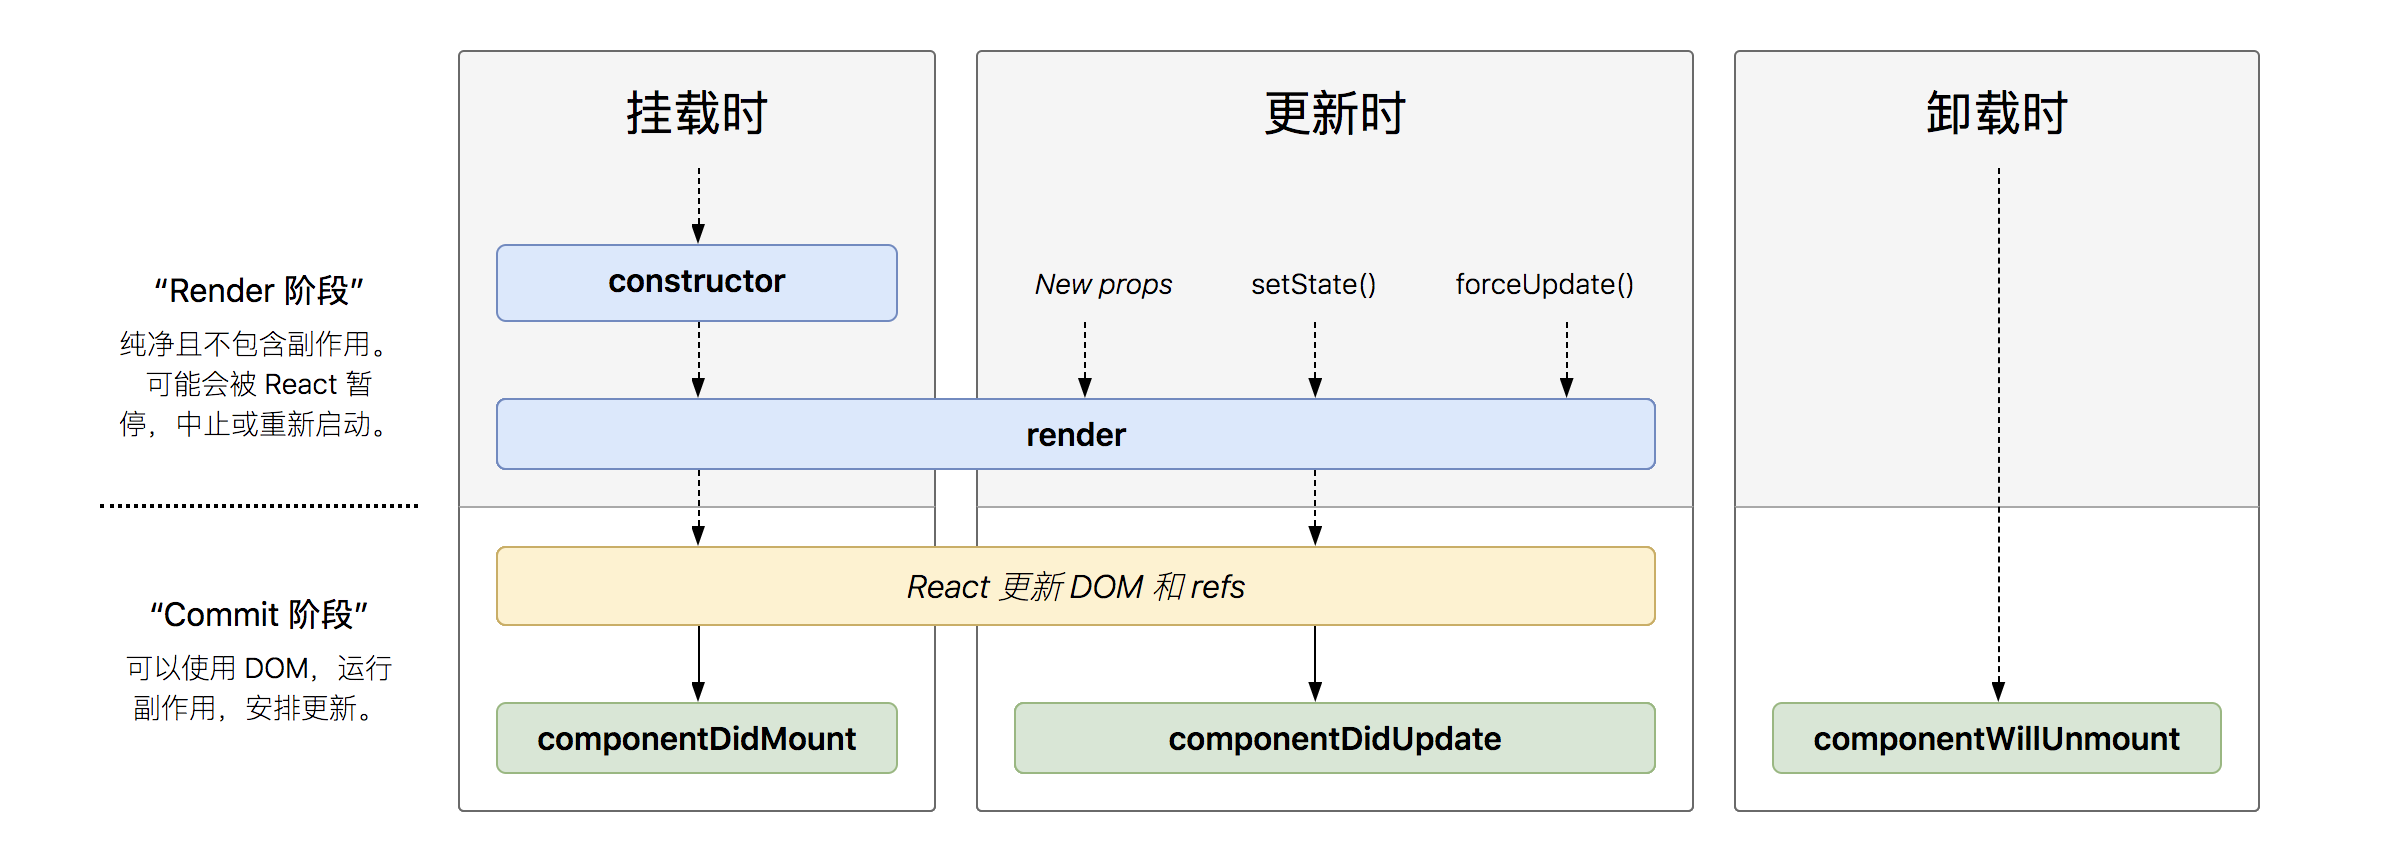 挂载时
更新时
卸载时
“Render 阶段”
纯净且不包含副作用。
可能会被 React 暂
停，中止或重新启动。
constructor
New props
setState()
forceUpdate()
render
“Commit 阶段”
可以使用 DOM，运行
副作用，安排更新。
React 更新 DOM 和 refs
componentDidMount
componentDidUpdate
componentWillUnmount